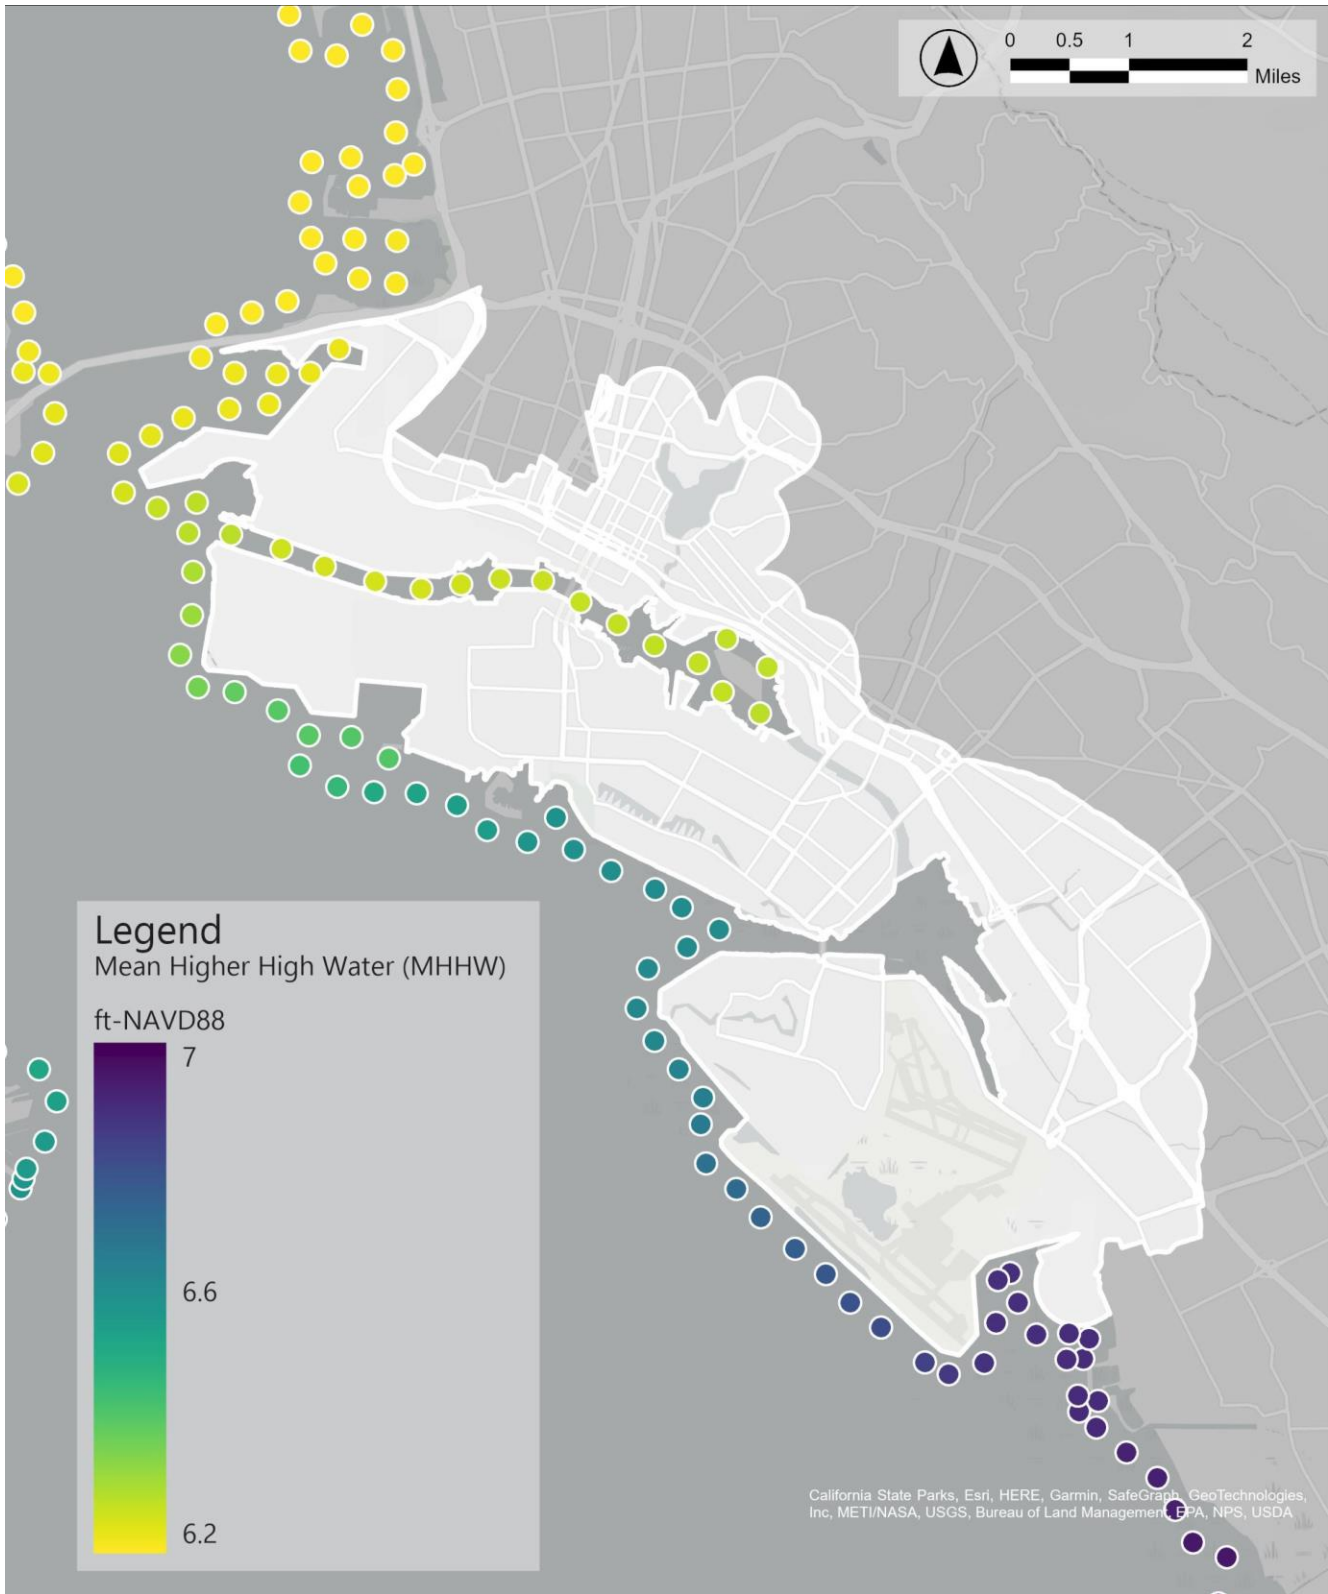 0 0.5 1 2
Miles
Legend
Mean Higher High Water (MHHW)
ft-NAVD88
7
6.6
6.2
California State Parks, Esri, HERE, Garmin, SafeGraph, GeoTechnologies,
Inc, METI/NASA, USGS, Bureau of Land Management, EPA, NPS, USDA